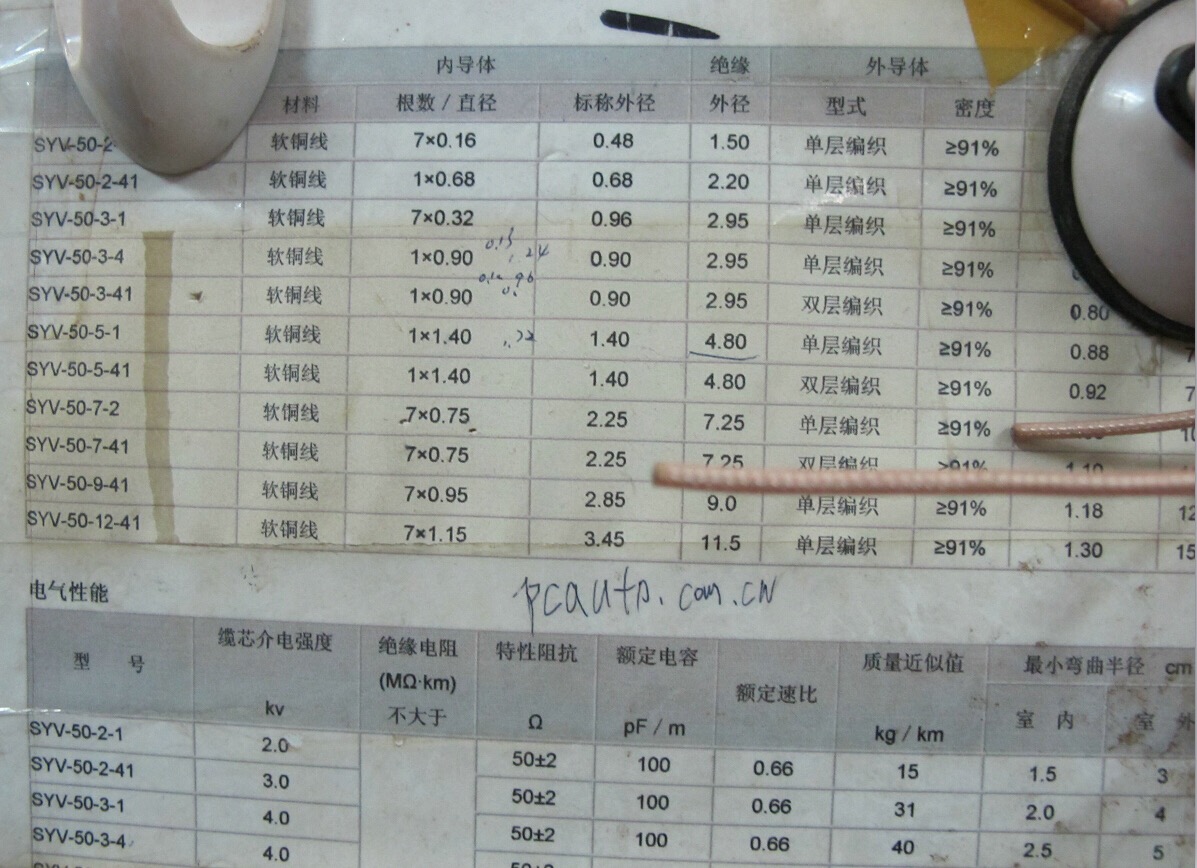 内导体 绝缘 外导体
材料 根数 / 直径 标称外径 外径 型式 密度
SYV-50-2 软铜线 7×0.16 0.48 1.50 单层编织 ≥91%
SYV-50-2-41 软铜线 1×0.68 0.68 2.20 单层编织 ≥91%
SYV-50-3-1 软铜线 7×0.32 0.96 2.95 单层编织 ≥91%
SYV-50-3-4 软铜线 1×0.90 0.90 2.95 单层编织 ≥91%
SYV-50-3-41 软铜线 1×0.90 0.90 2.95 双层编织 ≥91% 0.80
SYV-50-5-1 软铜线 1×1.40 1.40 4.80 单层编织 ≥91% 0.88
SYV-50-5-41 软铜线 1×1.40 1.40 4.80 双层编织 ≥91% 0.92
SYV-50-7-2 软铜线 7×0.75 2.25 7.25 单层编织 ≥91%
SYV-50-7-41 软铜线 7×0.75 2.25 7.25 双层编织 ≥91% 1.10
SYV-50-9-41 软铜线 7×0.95 2.85 9.0 单层编织 ≥91% 1.18 12
SYV-50-12-41 软铜线 7×1.15 3.45 11.5 单层编织 ≥91% 1.30 15
pcauto.com.cn
电气性能
型 号 缆芯介电强度 kv 绝缘电阻 (MΩ·km) 不大于 特性阻抗 Ω 额定电容 pF / m 额定速比 质量近似值 kg / km 最小弯曲半径 cm
室 内 室 外
SYV-50-2-1 2.0 50±2 100 0.66 15 1.5 3
SYV-50-2-41 3.0 50±2 100 0.66 31 2.0 4
SYV-50-3-1 4.0 50±2 100 0.66 40 2.5 5
SYV-50-3-4 4.0